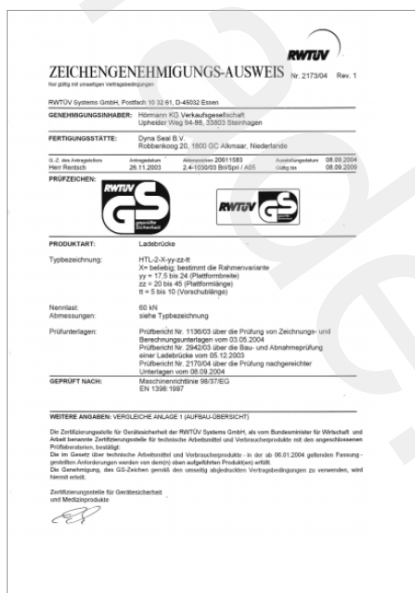 RWTÜV
ZEICHENGENEHMIGUNGS-AUSWEIS Nr. 2173/04 Rev. 1
Nur gültig mit umseitigen Vertragsbedingungen
RWTÜV Systems GmbH, Postfach 10 32 61, D-45032 Essen
GENEHMIGUNGSINHABER: Hörmann KG Verkaufsgesellschaft
Upheider Weg 94-98, 33803 Steinhagen
FERTIGUNGSSTÄTTE: Dyna Seal B.V.
Robbenkoog 20, 1800 GC Alkmaar, Niederlande
G. Z. des Antragstellers Antragsdatum Aktenzeichen 20611583 Ausstellungsdatum 08.09.2004
Herr Rentsch 26.11.2003 2.4-1030/03 Bol/Spri / A05 Gültig bis 08.09.2009
PRÜFZEICHEN:
RWTÜV
GS
geprüfte
Sicherheit
RWTÜV GS
PRODUKTART: Ladebrücke
Typbezeichnung: HTL-2-X-yy-zz-tt
X= beliebig; bestimmt die Rahmenvariante
yy = 17,5 bis 24 (Plattformbreite)
zz = 20 bis 45 (Plattformlänge)
tt = 5 bis 10 (Vorschublänge)
Nennlast: 60 kN
Abmessungen: siehe Typbezeichnung
Prüfunterlagen: Prüfbericht Nr. 1136/03 über die Prüfung von Zeichnungs- und
Berechnungsunterlagen vom 03.05.2004
Prüfbericht Nr. 2942/03 über die Bau- und Abnahmeprüfung
einer Ladebrücke vom 05.12.2003
Prüfbericht Nr. 2170/04 über die Prüfung nachgereichter
Unterlagen vom 08.09.2004
GEPRÜFT NACH: Maschinenrichtlinie 98/37/EG
EN 1398:1997
WEITERE ANGABEN: VERGLEICHE ANLAGE 1 (AUFBAU-ÜBERSICHT)
Die Zertifizierungsstelle für Gerätesicherheit der RWTÜV Systems GmbH, als vom Bundesminister für Wirtschaft und
Arbeit benannte Zertifizierungsstelle für technische Arbeitsmittel und Verbraucherprodukte mit den angeschlossenen
Prüflaboratorien, bestätigt:
Die im Gesetz über technische Arbeitsmittel und Verbraucherprodukte - in der ab 06.01.2004 geltenden Fassung -
gestellten Anforderungen werden von dem(n) oben aufgeführten Produkt(en) erfüllt.
Die Genehmigung, das GS-Zeichen gemäß den umseitig abgedruckten Vertragsbedingungen zu verwenden, wird
hiermit erteilt.
Zertifizierungsstelle für Gerätesicherheit
und Medizinprodukte